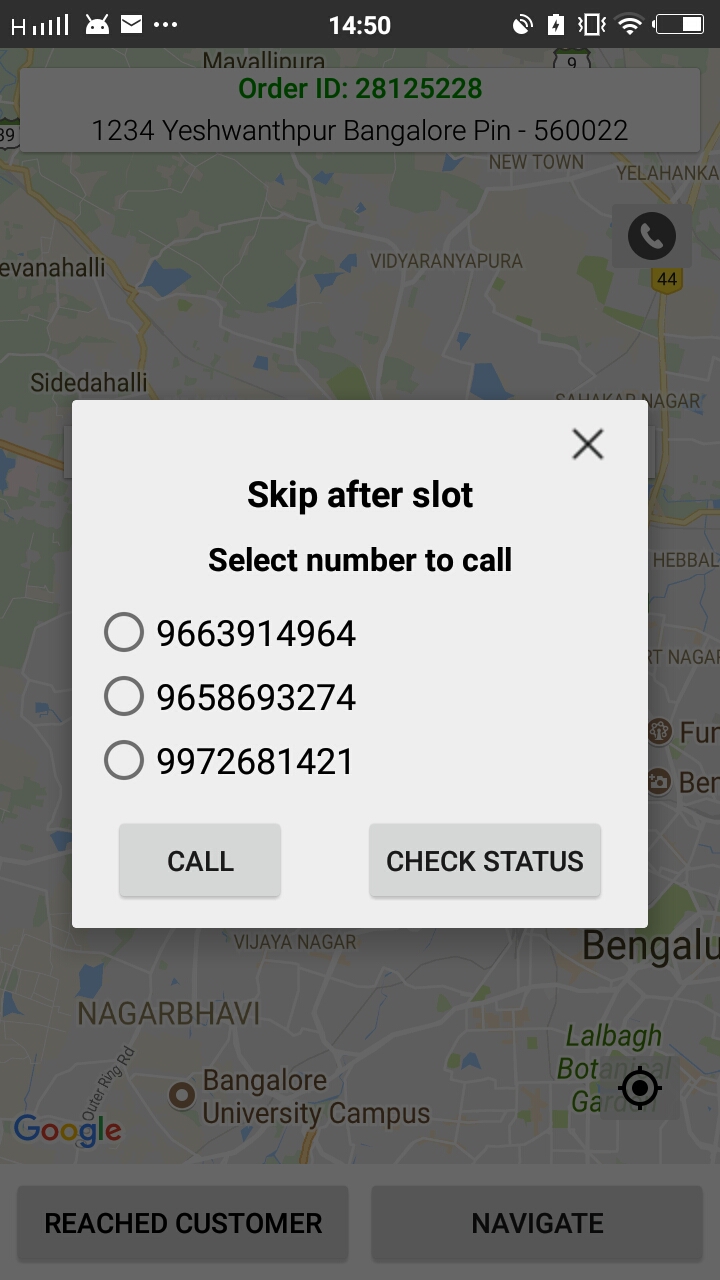 H
14:50
Mavallipura
9
Order ID: 28125228
39
1234 Yeshwanthpur Bangalore Pin - 560022
NEW TOWN
YELAHANKA
evanahalli
VIDYARANYAPURA
44
Sidedahalli
SAHAKAR NAGAR
Skip after slot
Select number to call
HEBBAL
9663914964
RT NAGAR
9658693274
Fun
9972681421
Ben
CALL
CHECK STATUS
VIJAYA NAGAR
Bengalu
NAGARBHAVI
Lalbagh
Botanical
Garden
Outer Ring Rd
Bangalore
University Campus
Google
REACHED CUSTOMER
NAVIGATE